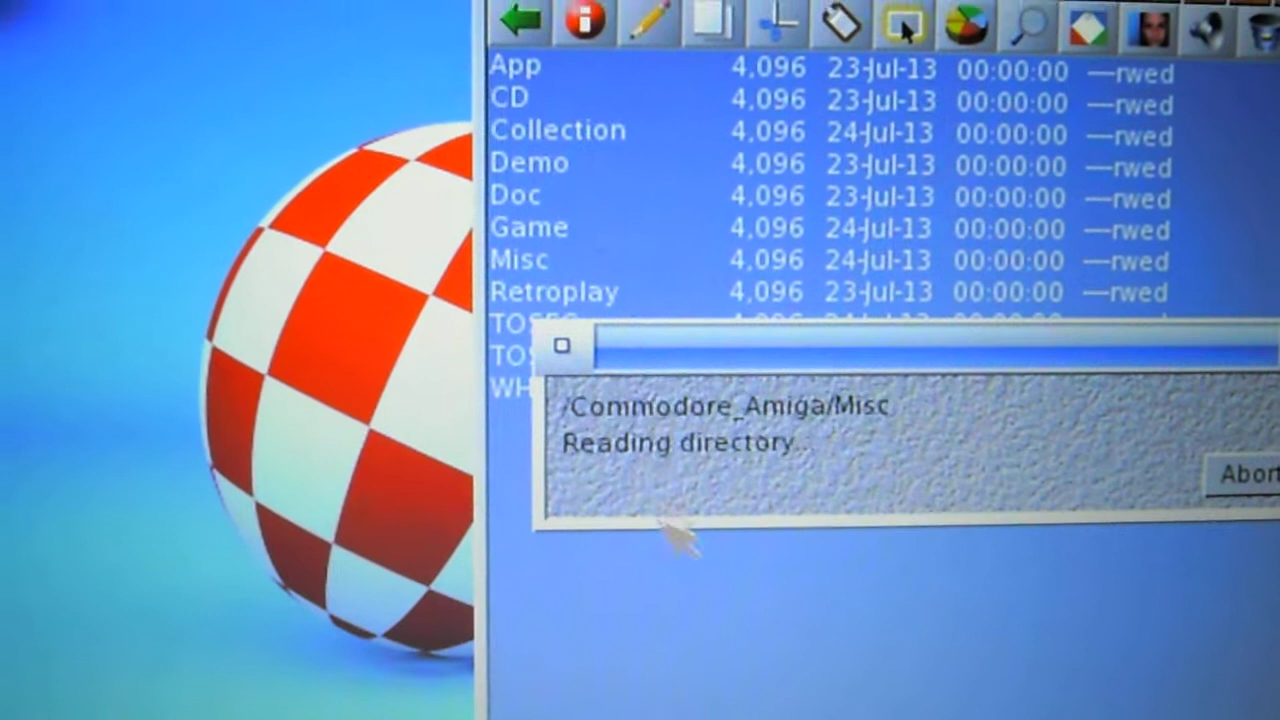 App 4,096 23-Jul-13 00:00:00 ----rwed
CD 4,096 23-Jul-13 00:00:00 ----rwed
Collection 4,096 24-Jul-13 00:00:00 ----rwed
Demo 4,096 23-Jul-13 00:00:00 ----rwed
Doc 4,096 23-Jul-13 00:00:00 ----rwed
Game 4,096 24-Jul-13 00:00:00 ----rwed
Misc 4,096 24-Jul-13 00:00:00 ----rwed
Retroplay 4,096 23-Jul-13 00:00:00 ----rwed
TOSEC
TOS
WH
/Commodore_Amiga/Misc
Reading directory...
Abort